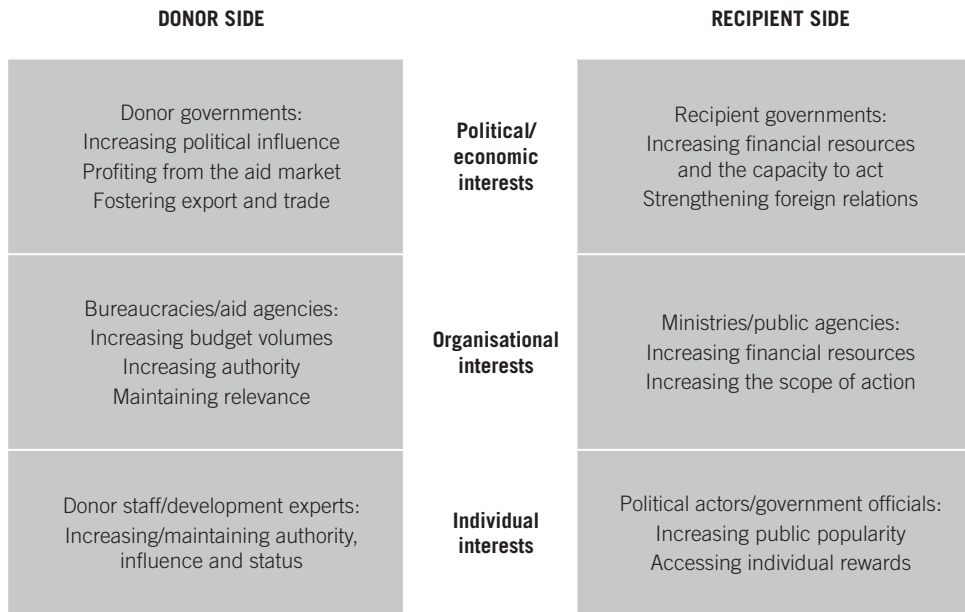 DONOR SIDE
RECIPIENT SIDE
Donor governments:
Increasing political influence
Profiting from the aid market
Fostering export and trade
Political/
economic
interests
Recipient governments:
Increasing financial resources
and the capacity to act
Strengthening foreign relations
Bureaucracies/aid agencies:
Increasing budget volumes
Increasing authority
Maintaining relevance
Organisational
interests
Ministries/public agencies:
Increasing financial resources
Increasing the scope of action
Donor staff/development experts:
Increasing/maintaining authority,
influence and status
Individual
interests
Political actors/government officials:
Increasing public popularity
Accessing individual rewards